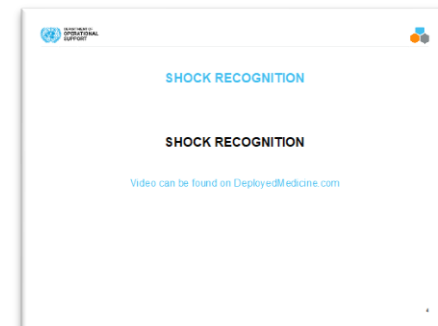 DEPARTMENT OF
OPERATIONAL
SUPPORT
SHOCK RECOGNITION
SHOCK RECOGNITION
Video can be found on DeployedMedicine.com
4